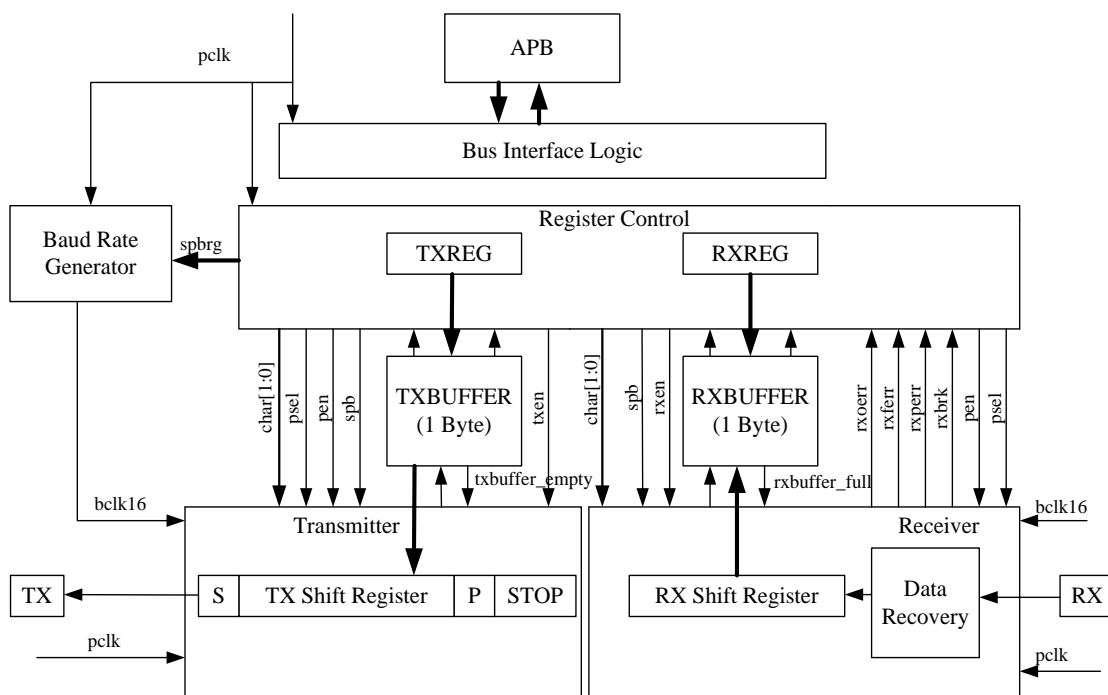 APB
pclk
Bus Interface Logic
Register Control
Baud Rate
Generator
spbrg
TXREG
RXREG
char[1:0]
psel
pen
spb
TXBUFFER
(1 Byte)
txen
char[1:0]
spb
rxen
RXBUFFER
(1 Byte)
rxoerr
rxferr
rxperr
rxbrk
pen
psel
txbuffer_empty
rxbuffer_full
bclk16
Transmitter
Receiver
bclk16
TX
S
TX Shift Register
P
STOP
RX Shift Register
Data
Recovery
RX
pclk
pclk